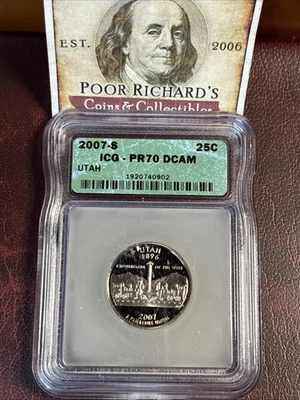 EST.
2006
POOR RICHARD'S
Coins & Collectibles
2007-S
25C
ICG - PR70 DCAM
UTAH
1920740902
UTAH
1896
CROSSROADS OF THE WEST
2007
E PLURIBUS UNUM